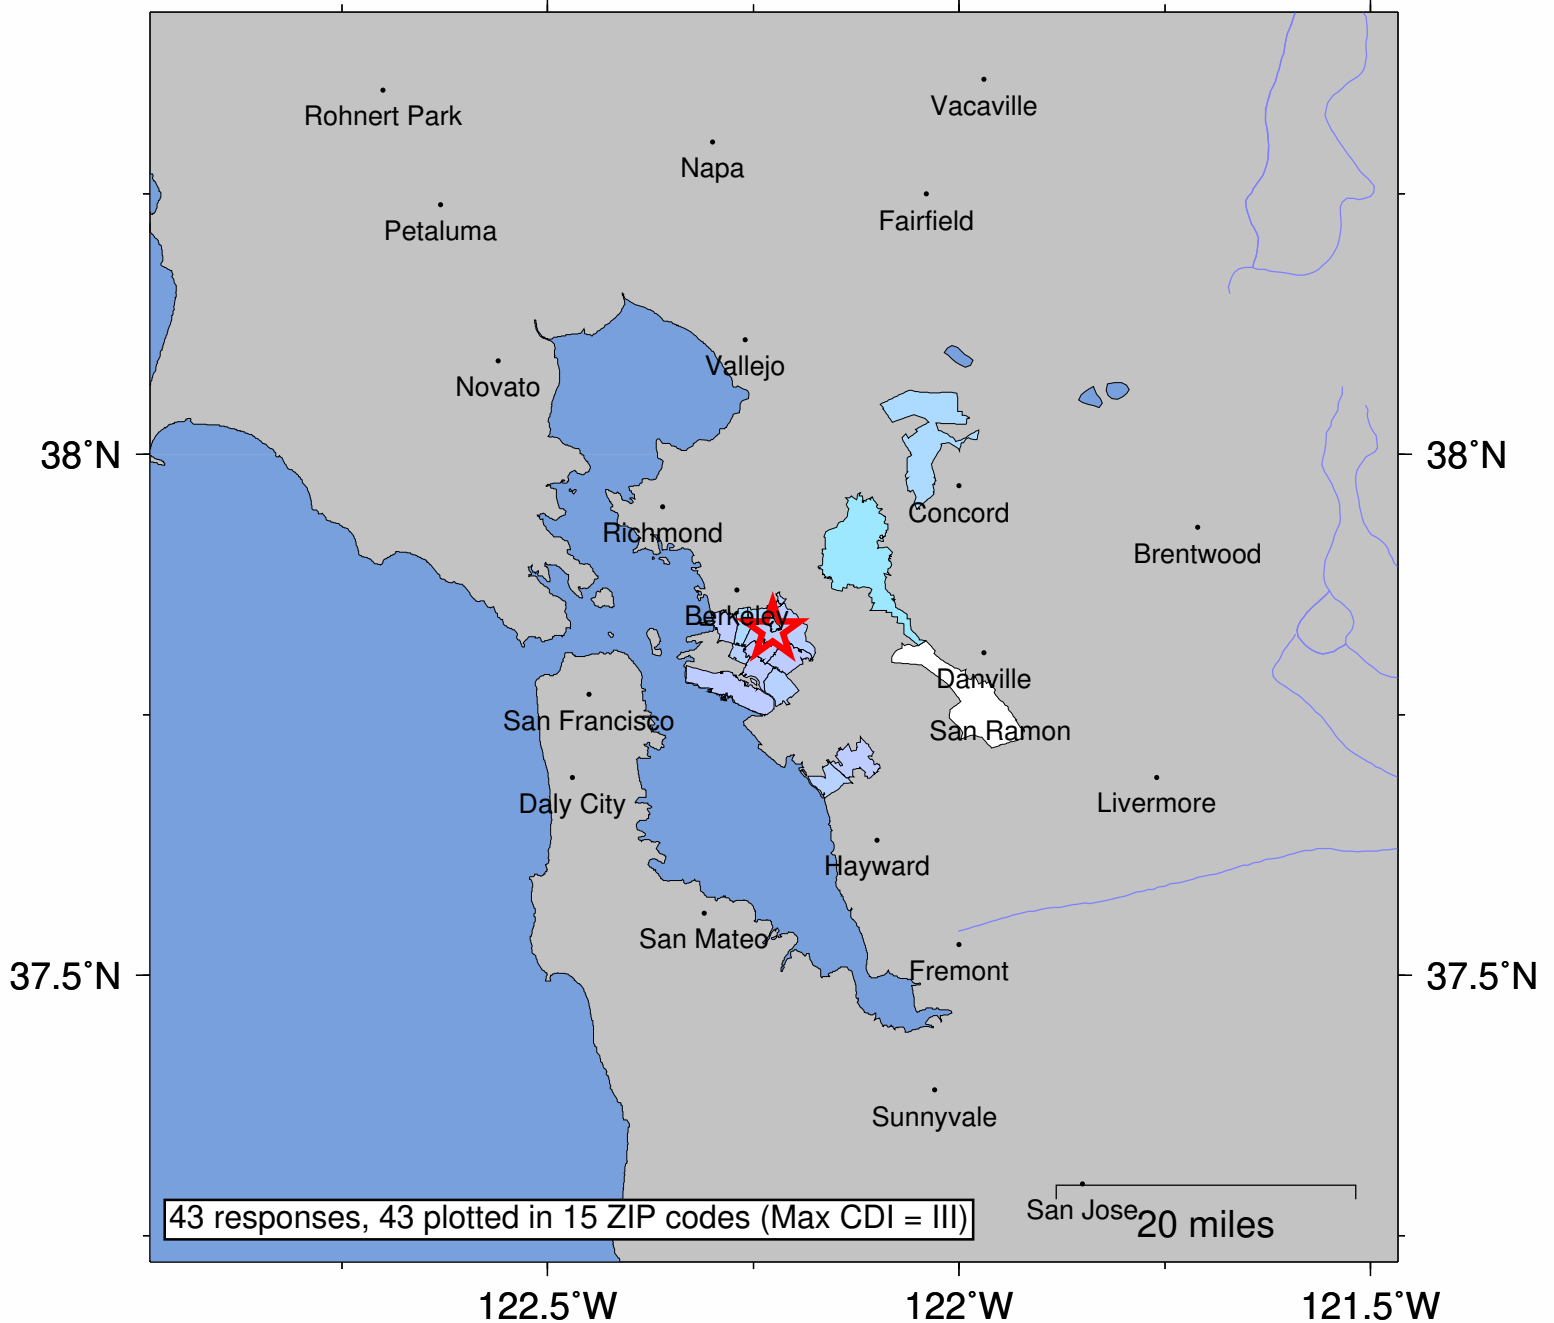 Rohnert Park
Vacaville
Napa
Petaluma
Fairfield
Novato
Vallejo
38˚N
38˚N
Concord
Richmond
Brentwood
Berkeley
Danville
San Francisco
San Ramon
Daly City
Livermore
Hayward
San Mateo
37.5˚N
Fremont
37.5˚N
Sunnyvale
San Jose
43 responses, 43 plotted in 15 ZIP codes (Max CDI = III)
20 miles
122.5˚W
122˚W
121.5˚W